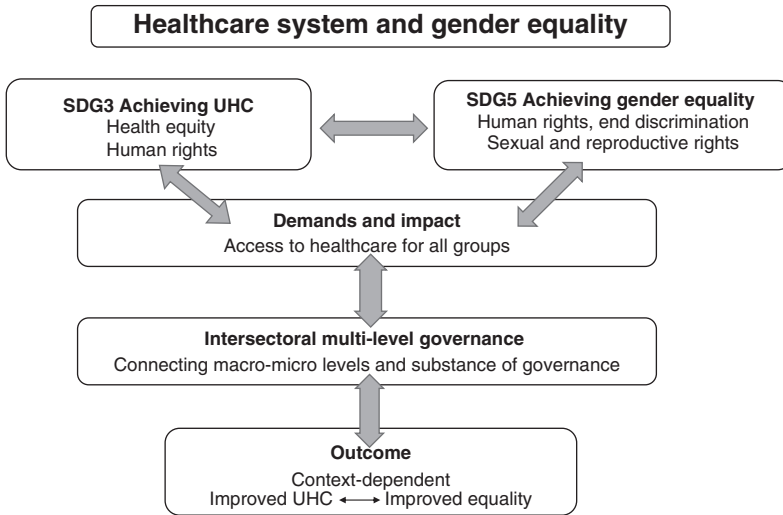 Healthcare system and gender equality
SDG3 Achieving UHC
Health equity
Human rights
SDG5 Achieving gender equality
Human rights, end discrimination
Sexual and reproductive rights
Demands and impact
Access to healthcare for all groups
Intersectoral multi-level governance
Connecting macro-micro levels and substance of governance
Outcome
Context-dependent
Improved UHC ⟷ Improved equality